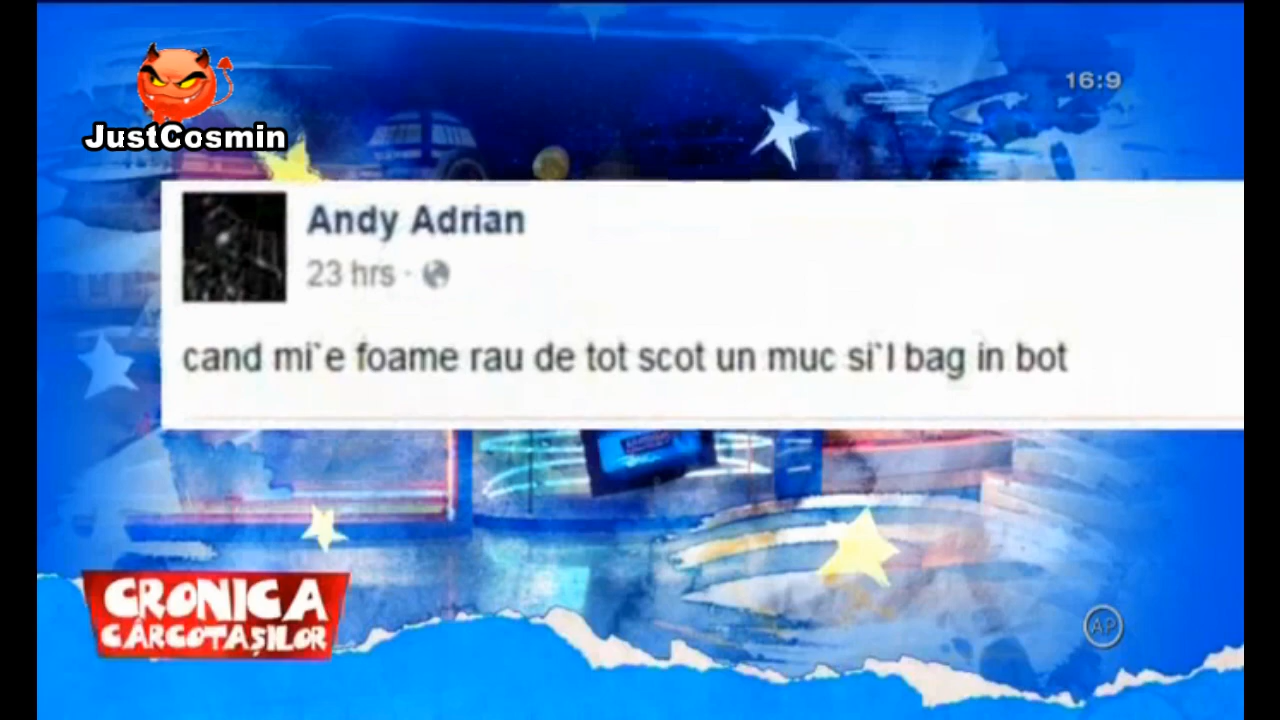 16:9
JustCosmin
Andy Adrian
23 hrs ·
cand mi`e foame rau de tot scot un muc si`l bag in bot
CRONICA
CÂRCOTAȘILOR
AP